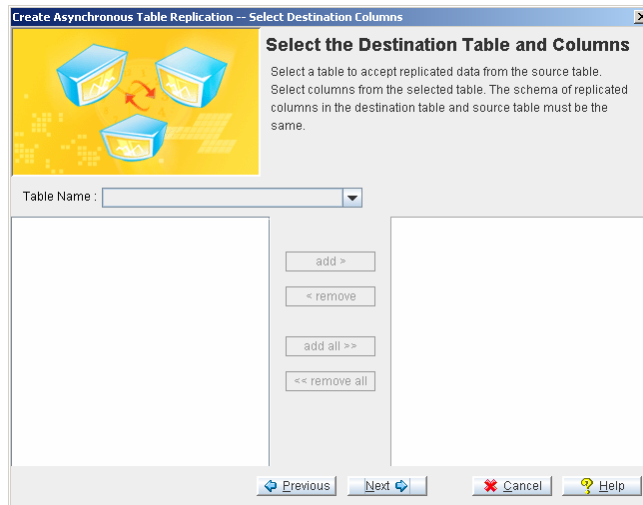 Create Asynchronous Table Replication -- Select Destination Columns
Select the Destination Table and Columns
Select a table to accept replicated data from the source table.
Select columns from the selected table. The schema of replicated
columns in the destination table and source table must be the
same.
Table Name :
add >
< remove
add all >>
<< remove all
Previous
Next
Cancel
Help